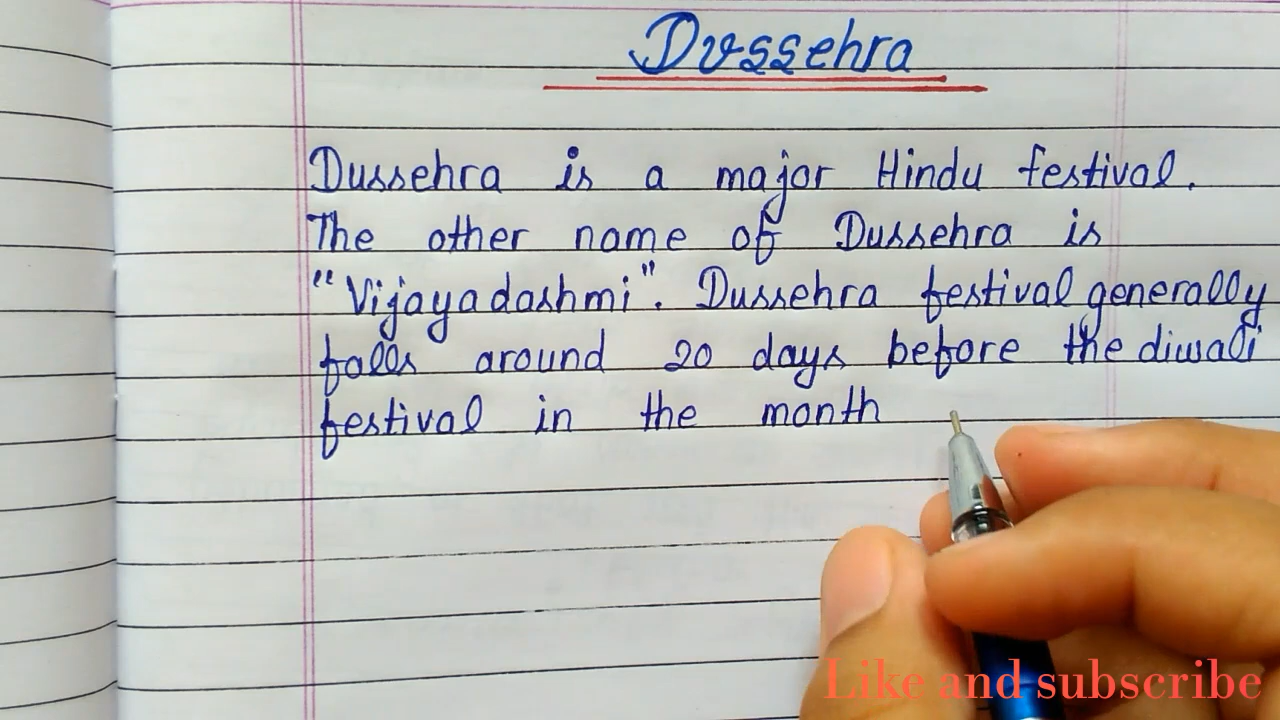 Dussehra
Dussehra is a major Hindu festival.
The other name of Dussehra is
"Vijayadashmi". Dussehra festival generally
falls around 20 days before the diwali
festival in the month
Like and subscribe